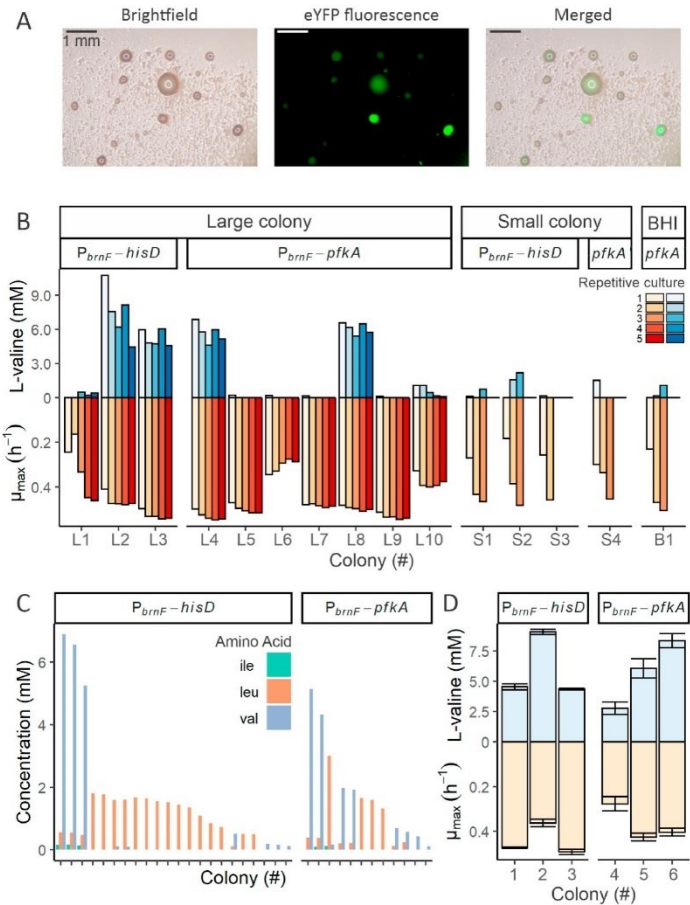 A
Brightfield
eYFP fluorescence
Merged
1 mm
B
Large colony
Small colony
BHI
PbrnF−hisD
PbrnF−pfkA
PbrnF−hisD
pfkA
pfkA
Repetitive culture
1
2
3
4
5
L-valine (mM)
9.0
6.0
3.0
0
µmax (h−1)
0.2
0.4
L1 L2 L3 L4 L5 L6 L7 L8 L9 L10 S1 S2 S3 S4 B1
Colony (#)
C
PbrnF−hisD
PbrnF−pfkA
Amino Acid
ile
leu
val
Concentration (mM)
6
4
2
0
Colony (#)
D
PbrnF−hisD
PbrnF−pfkA
L-valine (mM)
7.5
5.0
2.5
0
µmax (h−1)
0.2
0.4
1 2 3 4 5 6
Colony (#)